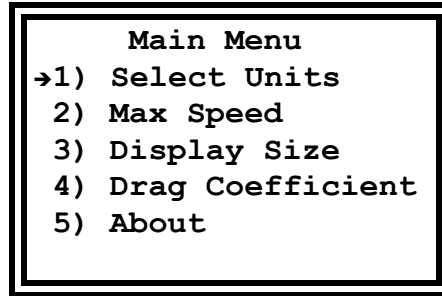 Main Menu
➔1) Select Units
2) Max Speed
3) Display Size
4) Drag Coefficient
5) About